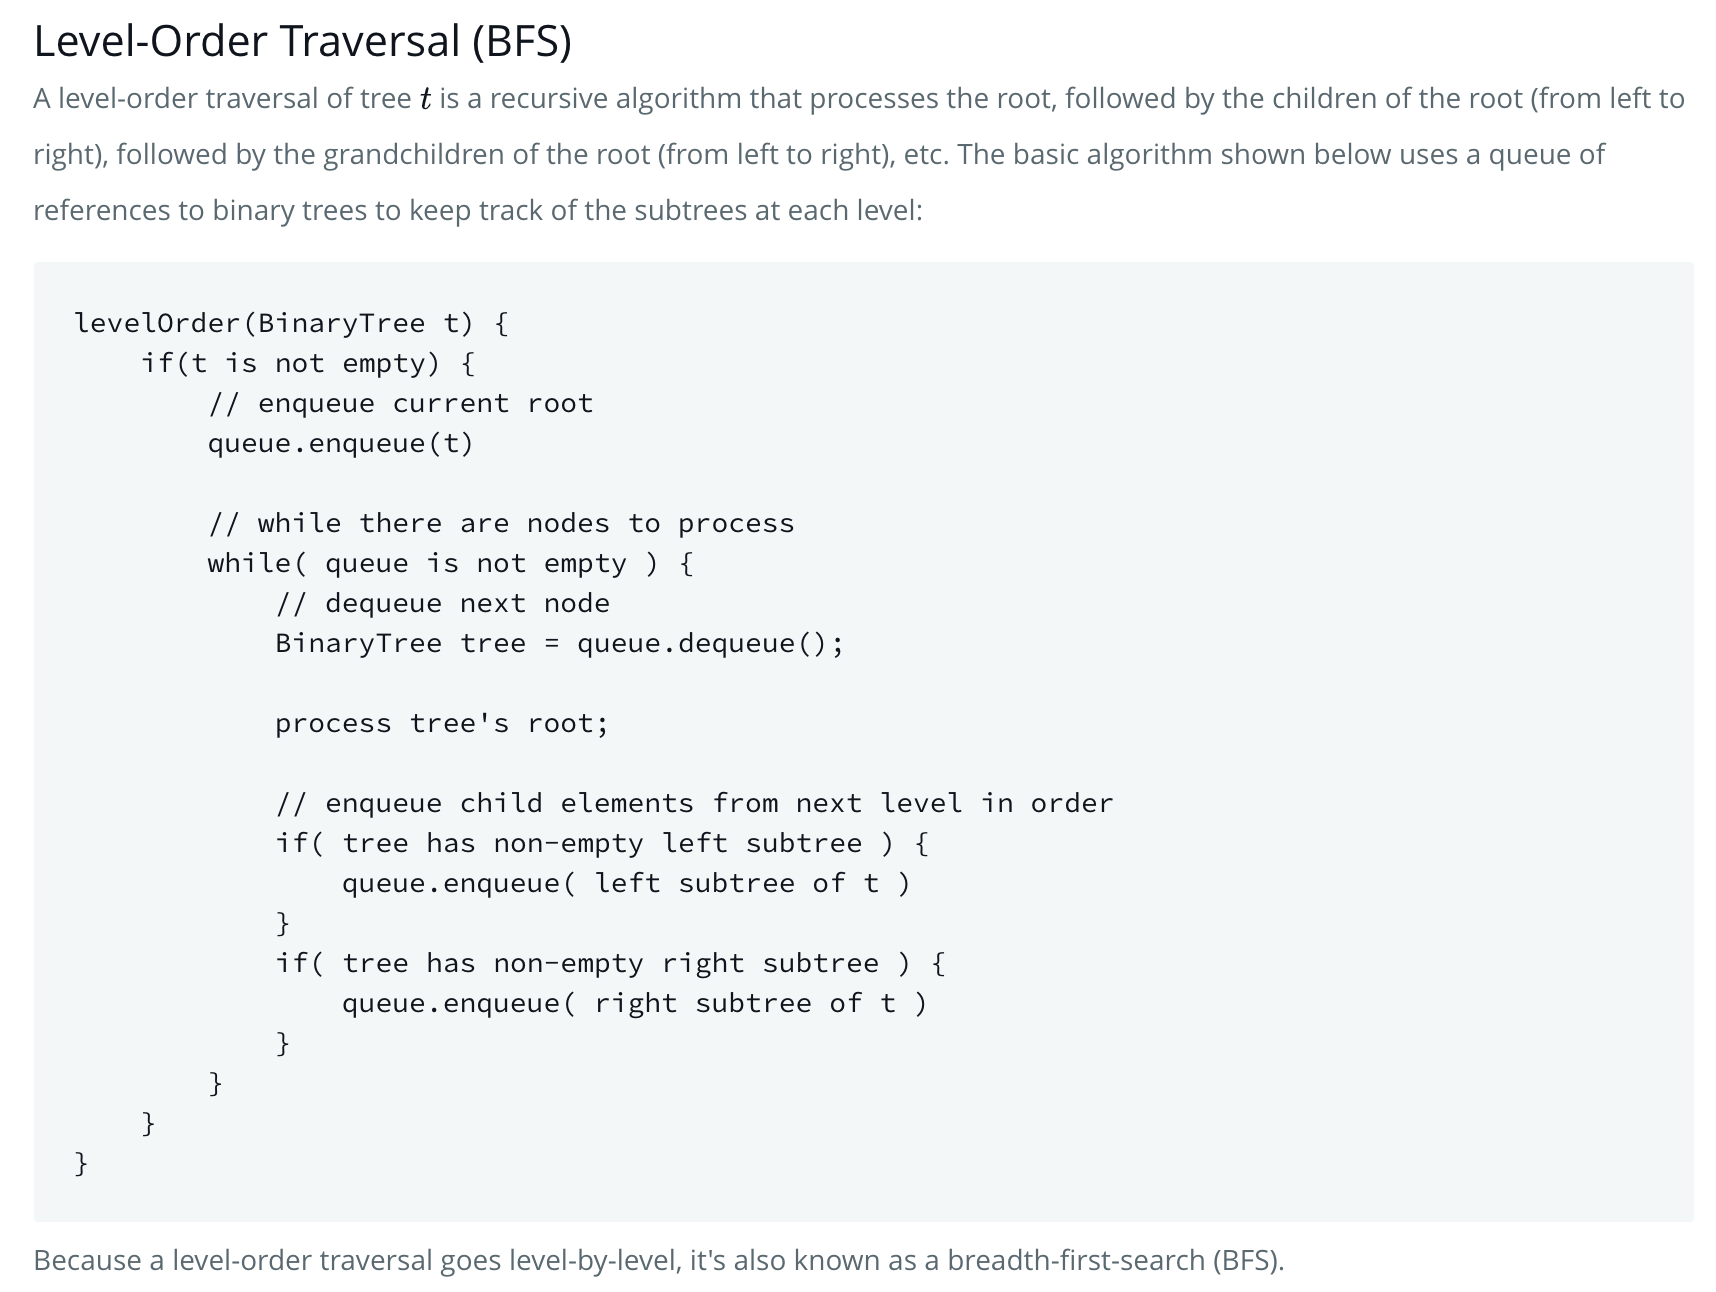 Level-Order Traversal (BFS)
A level-order traversal of tree t is a recursive algorithm that processes the root, followed by the children of the root (from left to
right), followed by the grandchildren of the root (from left to right), etc. The basic algorithm shown below uses a queue of
references to binary trees to keep track of the subtrees at each level:
levelOrder(BinaryTree t) {
    if(t is not empty) {
        // enqueue current root
        queue.enqueue(t)

        // while there are nodes to process
        while( queue is not empty ) {
            // dequeue next node
            BinaryTree tree = queue.dequeue();

            process tree's root;

            // enqueue child elements from next level in order
            if( tree has non-empty left subtree ) {
                queue.enqueue( left subtree of t )
            }
            if( tree has non-empty right subtree ) {
                queue.enqueue( right subtree of t )
            }
        }
    }
}
Because a level-order traversal goes level-by-level, it's also known as a breadth-first-search (BFS).